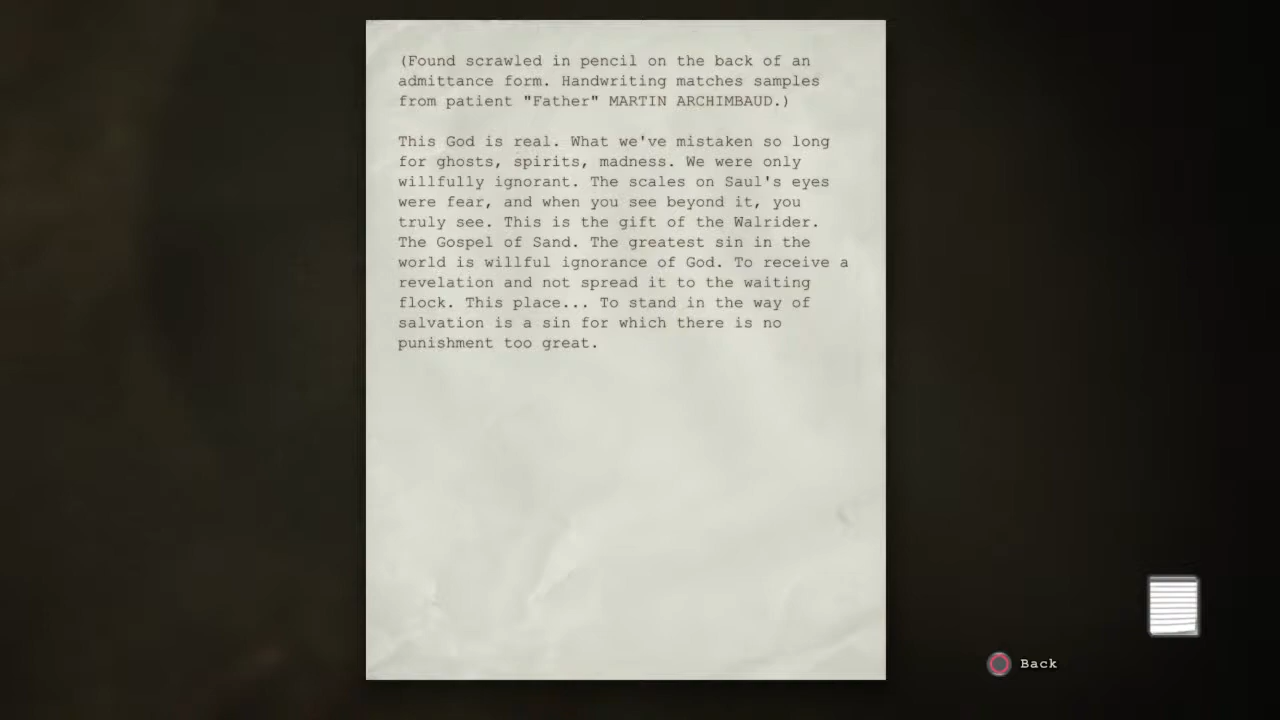 (Found scrawled in pencil on the back of an
admittance form. Handwriting matches samples
from patient "Father" MARTIN ARCHIMBAUD.)
This God is real. What we've mistaken so long
for ghosts, spirits, madness. We were only
willfully ignorant. The scales on Saul's eyes
were fear, and when you see beyond it, you
truly see. This is the gift of the Walrider.
The Gospel of Sand. The greatest sin in the
world is willful ignorance of God. To receive a
revelation and not spread it to the waiting
flock. This place... To stand in the way of
salvation is a sin for which there is no
punishment too great.
Back